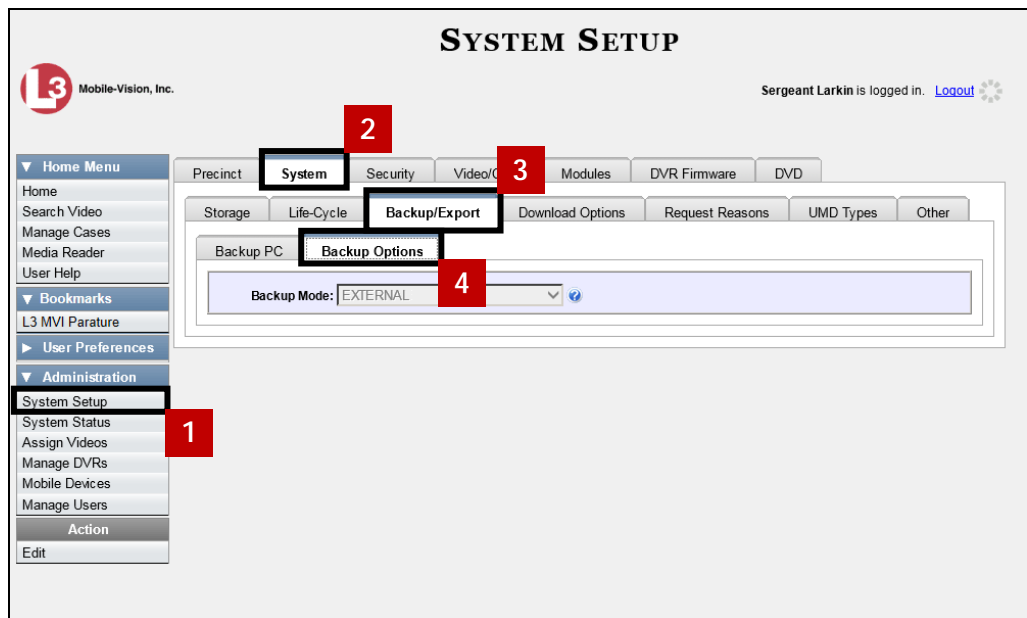 SYSTEM SETUP
L3 Mobile-Vision, Inc.
Sergeant Larkin is logged in. Logout
2
▼ Home Menu
Home
Search Video
Manage Cases
Media Reader
User Help
▼ Bookmarks
L3 MVI Parature
▶ User Preferences
▼ Administration
System Setup
System Status
Assign Videos
Manage DVRs
Mobile Devices
Manage Users
Action
Edit
1
Precinct System Security Video/ 3 Modules DVR Firmware DVD
Storage Life-Cycle Backup/Export Download Options Request Reasons UMD Types Other
Backup PC Backup Options
4
Backup Mode: EXTERNAL ?